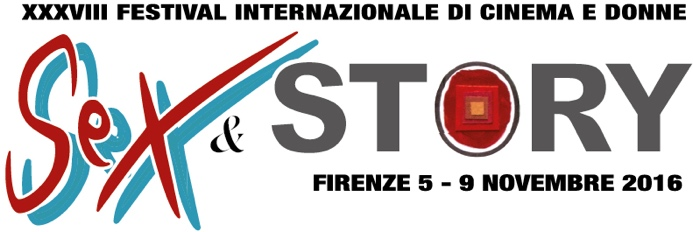 XXXVIII FESTIVAL INTERNAZIONALE DI CINEMA E DONNE
Sex & STORY
FIRENZE 5 - 9 NOVEMBRE 2016